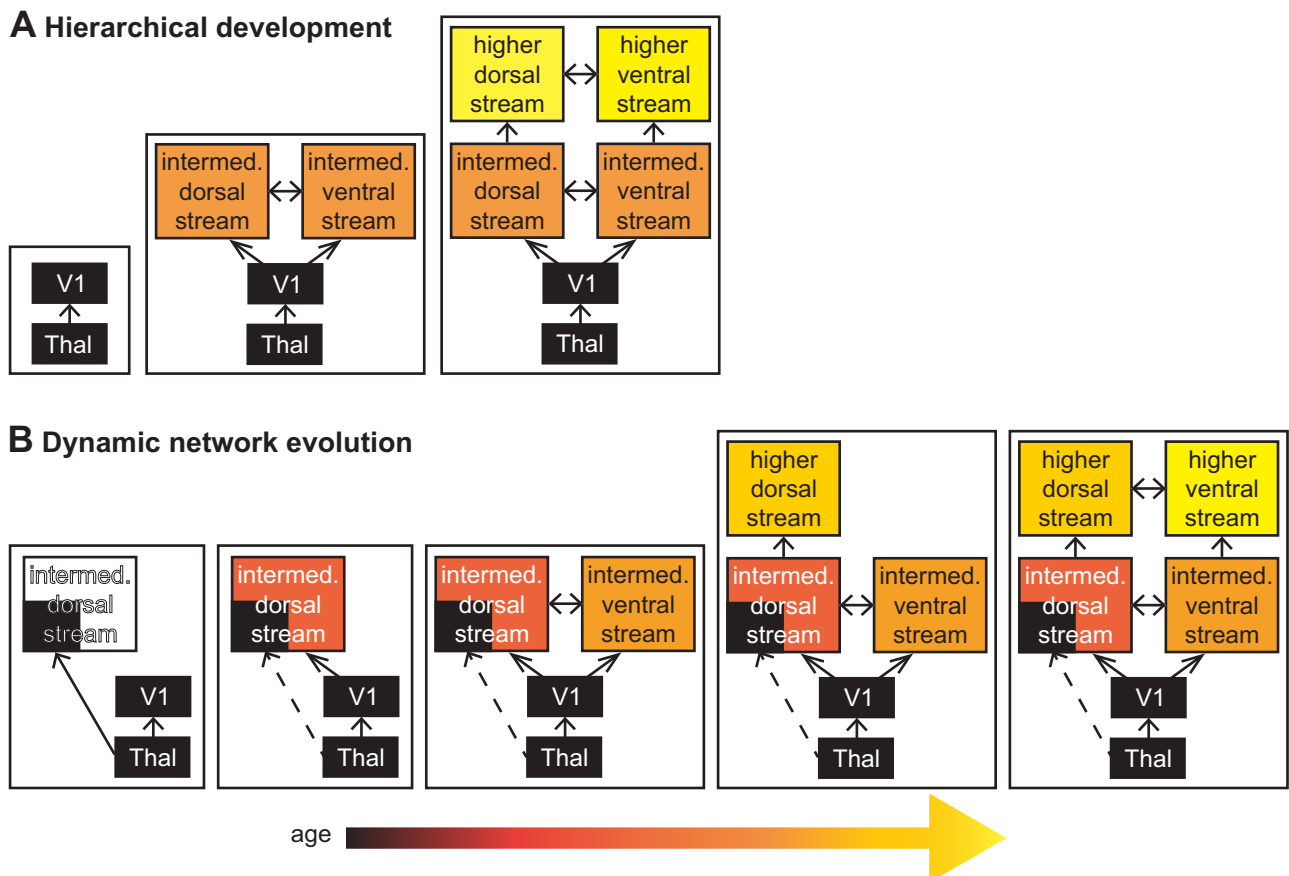 A Hierarchical development
V1
Thal
intermed.
dorsal
stream
intermed.
ventral
stream
V1
Thal
higher
dorsal
stream
higher
ventral
stream
intermed.
dorsal
stream
intermed.
ventral
stream
V1
Thal
B Dynamic network evolution
intermed.
dorsal
stream
V1
Thal
intermed.
dorsal
stream
V1
Thal
intermed.
dorsal
stream
intermed.
ventral
stream
V1
Thal
higher
dorsal
stream
intermed.
dorsal
stream
intermed.
ventral
stream
V1
Thal
higher
dorsal
stream
higher
ventral
stream
intermed.
dorsal
stream
intermed.
ventral
stream
V1
Thal
age